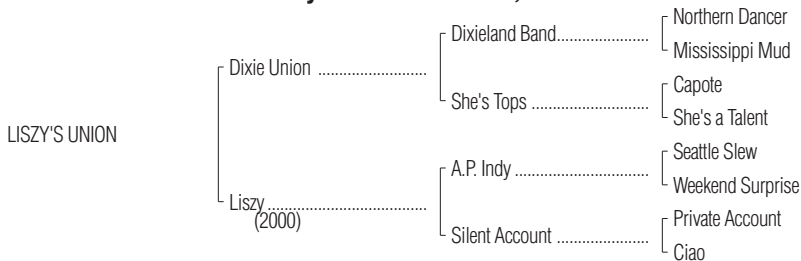 Northern Dancer
Dixieland Band..................
Mississippi Mud
Dixie Union ..........................
Capote
She's Tops ........................
She's a Talent
LISZY'S UNION
Seattle Slew
A.P. Indy ............................
Weekend Surprise
Liszy ....................................
(2000)
Private Account
Silent Account ..................
Ciao